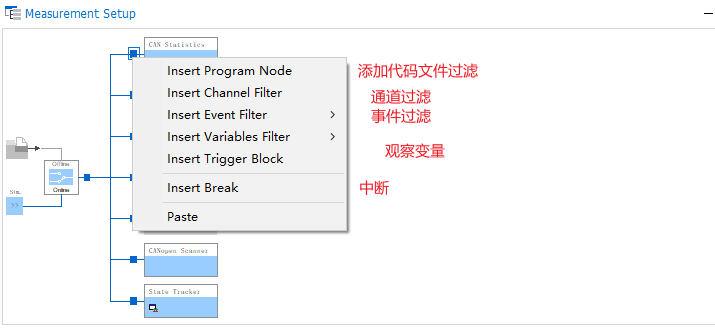 Measurement Setup
CAN Statistics
Insert Program Node 添加代码文件过滤
Insert Channel Filter 通道过滤
Insert Event Filter 事件过滤
Insert Variables Filter 观察变量
Insert Trigger Block
Insert Break 中断
Paste
Offline
Online
Sim.
>>
CANopen Scanner
State Tracker